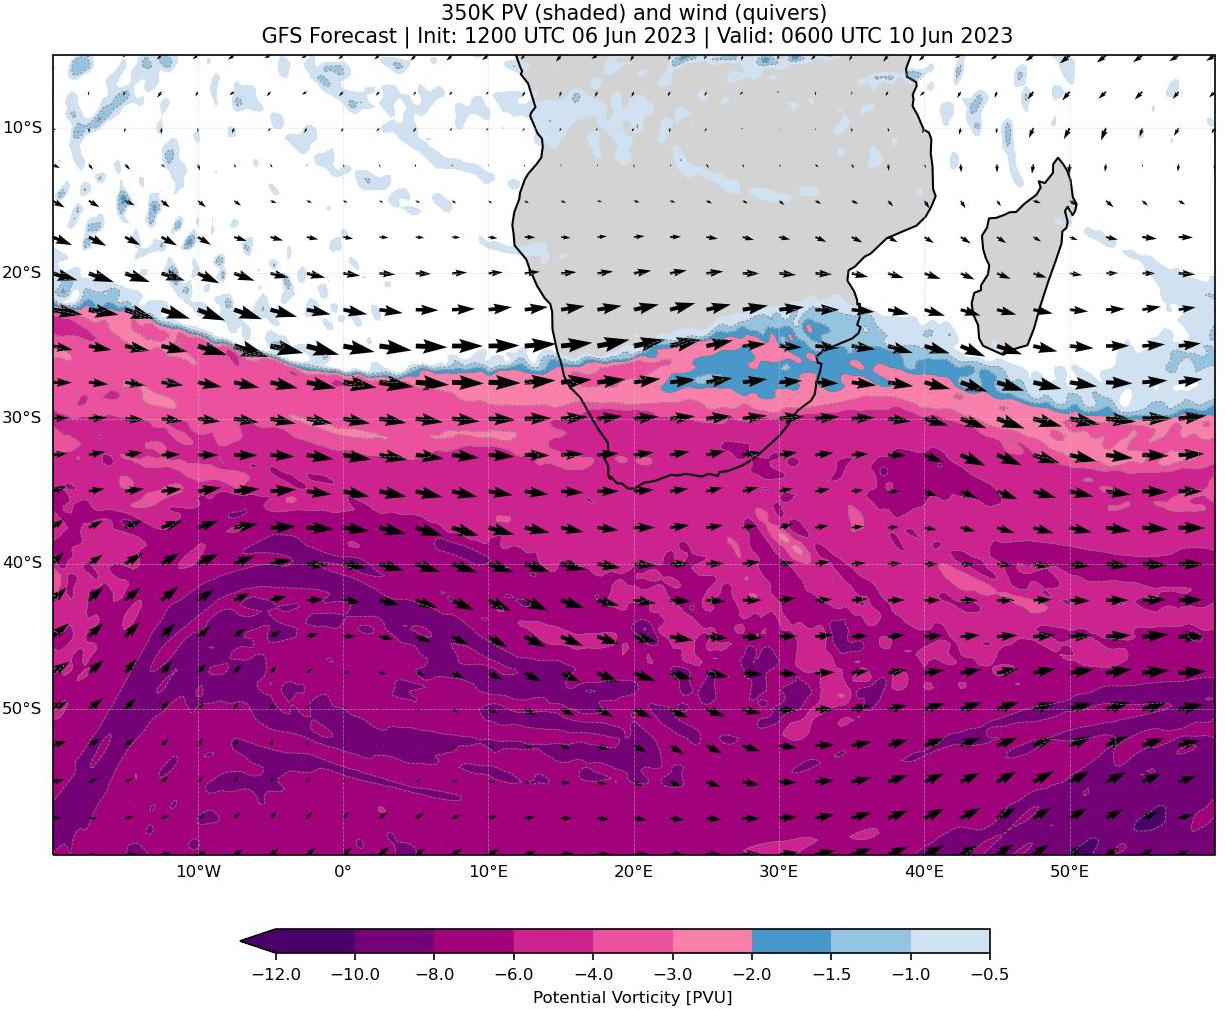 350K PV (shaded) and wind (quivers)
GFS Forecast | Init: 1200 UTC 06 Jun 2023 | Valid: 0600 UTC 10 Jun 2023
10°S
20°S
30°S
40°S
50°S
10°W 0° 10°E 20°E 30°E 40°E 50°E
−12.0 −10.0 −8.0 −6.0 −4.0 −3.0 −2.0 −1.5 −1.0 −0.5
Potential Vorticity [PVU]